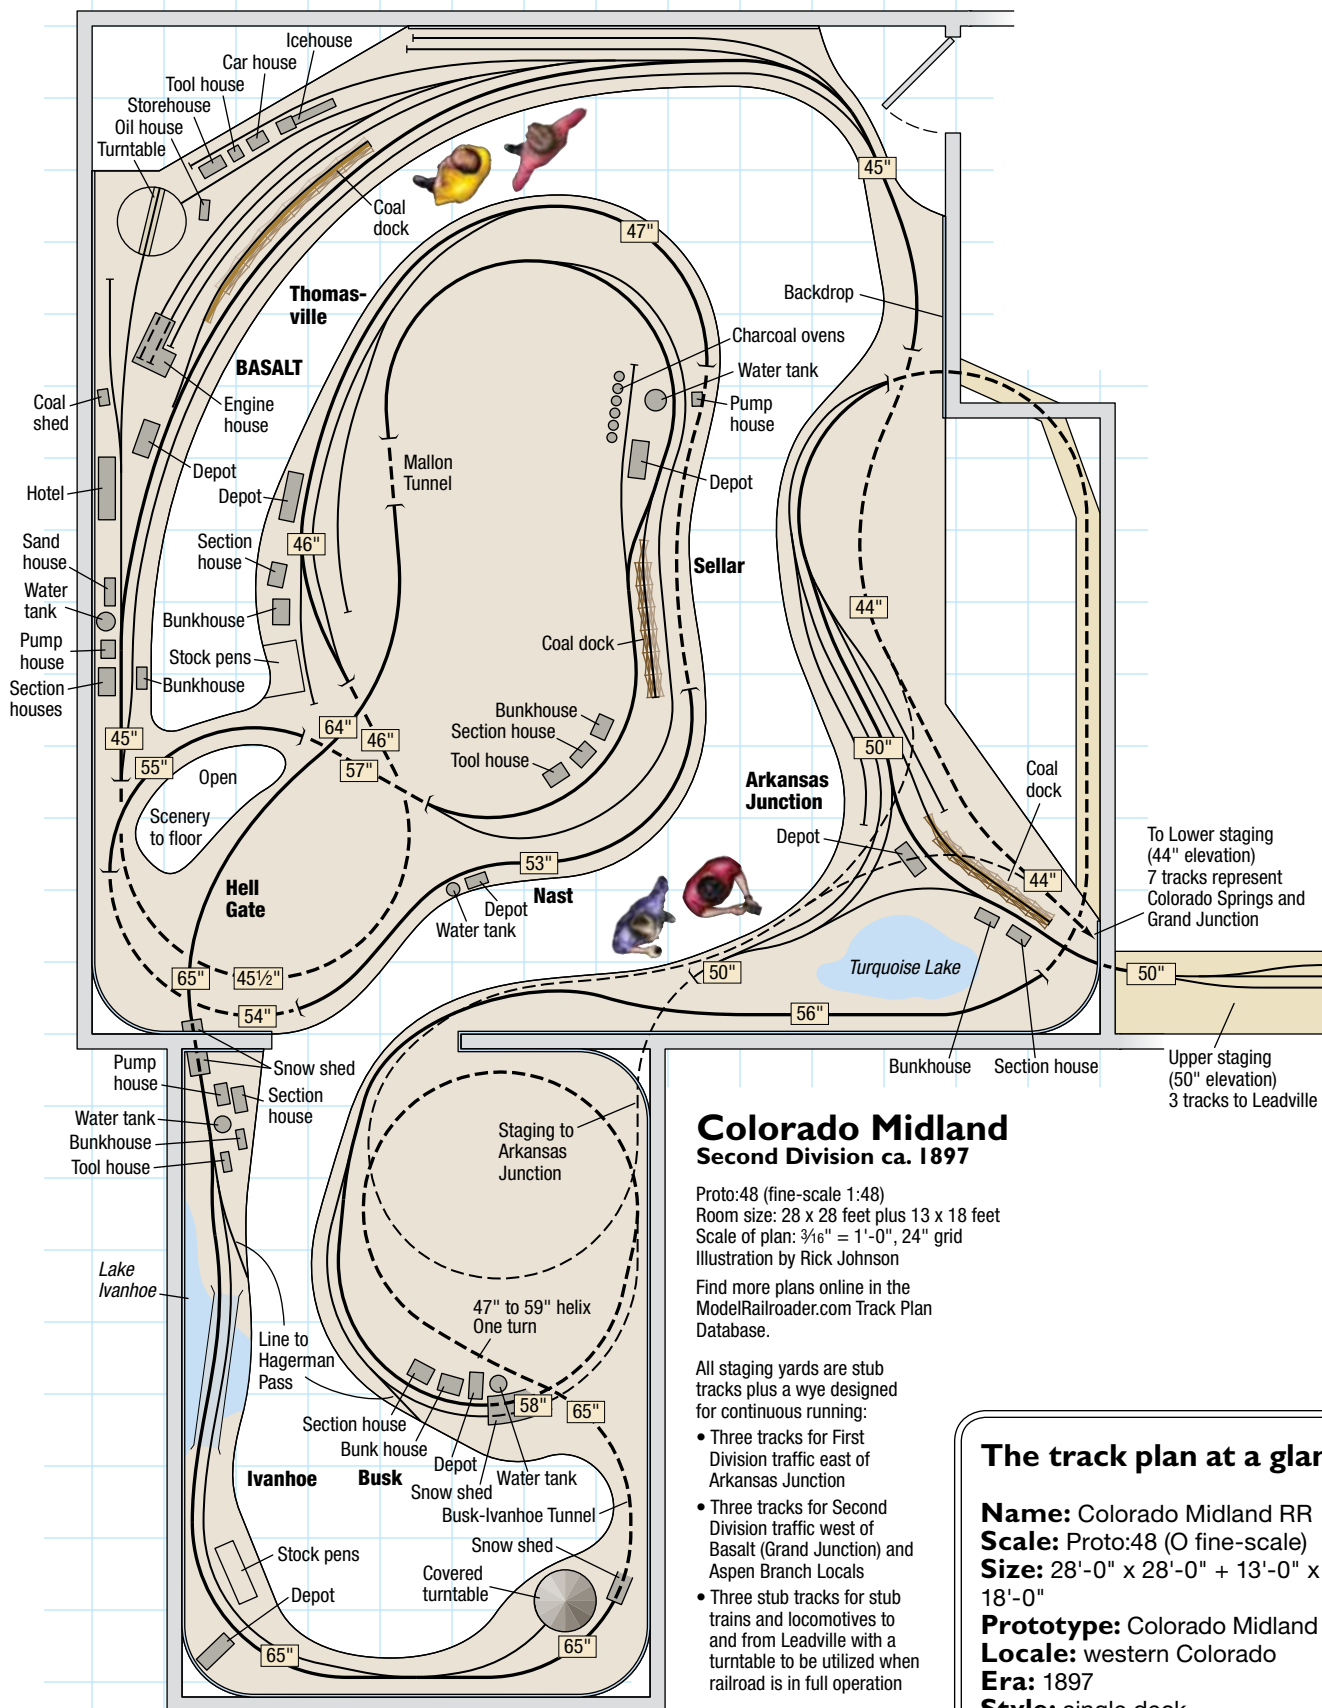 Icehouse
Car house
Tool house
Storehouse
Oil house
Turntable
Coal
dock
45"
47"
Thomas-
ville
BASALT
Backdrop
Charcoal ovens
Water tank
Pump
house
Coal
shed
Engine
house
Depot
Hotel
Mallon
Tunnel
Depot
Depot
Sand
house
Section
house
46"
Sellar
Water
tank
Bunkhouse
44"
Pump
house
Stock pens
Coal dock
Section
houses
Bunkhouse
Bunkhouse
Section house
Tool house
45"
64"
46"
50"
55"
57"
Open
Arkansas
Junction
Coal
dock
Scenery
to floor
Depot
To Lower staging
(44" elevation)
7 tracks represent
Colorado Springs and
Grand Junction
53"
44"
Hell
Gate
Nast
Depot
Water tank
65"
45½"
50"
Turquoise Lake
50"
54"
56"
Pump
house
Snow shed
Section
house
Bunkhouse
Section house
Upper staging
(50" elevation)
3 tracks to Leadville
Water tank
Bunkhouse
Tool house
Staging to
Arkansas
Junction
Colorado Midland
Second Division ca. 1897
Proto:48 (fine-scale 1:48)
Room size: 28 x 28 feet plus 13 x 18 feet
Scale of plan: 3⁄16" = 1'-0", 24" grid
Illustration by Rick Johnson
Find more plans online in the
ModelRailroader.com Track Plan
Database.
Lake
Ivanhoe
47" to 59" helix
One turn
Line to
Hagerman
Pass
All staging yards are stub
tracks plus a wye designed
for continuous running:
• Three tracks for First
Division traffic east of
Arkansas Junction
• Three tracks for Second
Division traffic west of
Basalt (Grand Junction) and
Aspen Branch Locals
• Three stub tracks for stub
trains and locomotives to
and from Leadville with a
turntable to be utilized when
railroad is in full operation
58"
65"
Section house
Bunk house
Depot
Snow shed
Water tank
Ivanhoe
Busk
Busk-Ivanhoe Tunnel
Snow shed
Stock pens
Covered
turntable
Depot
65"
65"
The track plan at a glan
Name: Colorado Midland RR
Scale: Proto:48 (O fine-scale)
Size: 28'-0" x 28'-0" + 13'-0" x
18'-0"
Prototype: Colorado Midland
Locale: western Colorado
Era: 1897
Style: single deck